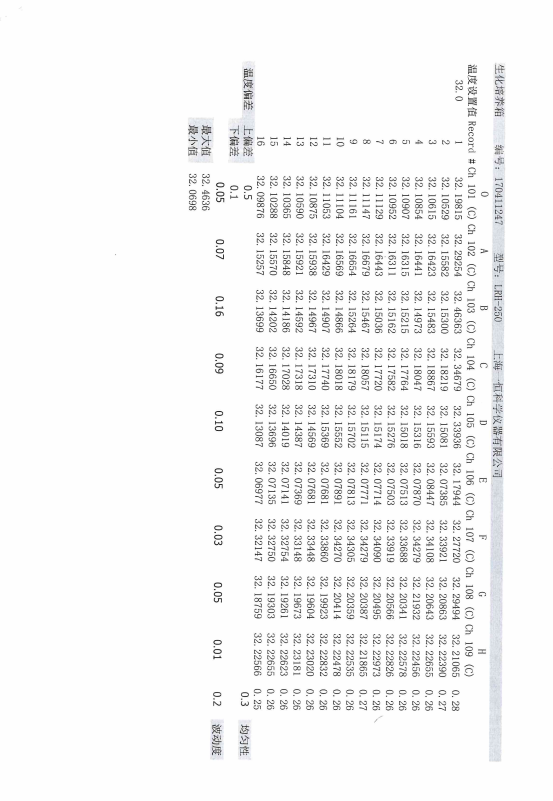 生化培养箱 编号: 170411247 型号: LRH-250 上海一恒科学仪器有限公司
温度设置值 Record # Ch 101 (C) Ch 102 (C) Ch 103 (C) Ch 104 (C) Ch 105 (C) Ch 106 (C) Ch 107 (C) Ch 108 (C) Ch 109 (C)
O A B C D E F G H
32.0 1 32.19815 32.29254 32.46363 32.34679 32.33936 32.17944 32.27720 32.29494 32.21065 0.28
2 32.10529 32.15582 32.15300 32.18219 32.15081 32.07385 32.33921 32.20863 32.22390 0.27
3 32.10615 32.16423 32.15483 32.18867 32.15593 32.08447 32.34108 32.20643 32.22655 0.26
4 32.10854 32.16441 32.14973 32.18047 32.15316 32.07870 32.34279 32.21932 32.22456 0.26
5 32.10907 32.16315 32.15215 32.17764 32.15018 32.07513 32.33688 32.20341 32.22578 0.26
6 32.10952 32.16311 32.15162 32.17582 32.15276 32.07503 32.33919 32.20566 32.22826 0.26
7 32.11129 32.16443 32.15036 32.17720 32.15174 32.07714 32.34090 32.20495 32.22973 0.26
8 32.11147 32.16679 32.15467 32.18057 32.15115 32.07771 32.34279 32.20387 32.21865 0.27
9 32.11161 32.16654 32.15264 32.18179 32.15702 32.07813 32.34305 32.20359 32.22535 0.26
10 32.11104 32.16569 32.14866 32.18018 32.15552 32.07891 32.34270 32.20414 32.22478 0.26
11 32.11053 32.16429 32.14907 32.17740 32.15369 32.07681 32.33860 32.19923 32.22832 0.26
12 32.10875 32.15938 32.14967 32.17310 32.14569 32.07681 32.33448 32.19604 32.23020 0.26
13 32.10590 32.15921 32.14592 32.17318 32.14387 32.07369 32.33148 32.19673 32.23181 0.26
14 32.10365 32.15848 32.14186 32.17028 32.14019 32.07141 32.32754 32.19261 32.22623 0.26
15 32.10288 32.15570 32.14202 32.16650 32.13696 32.07135 32.32750 32.19303 32.22655 0.26
16 32.09876 32.15257 32.13699 32.16177 32.13087 32.06977 32.32147 32.18759 32.22566 0.25
温度偏差 上偏差 0.5 0.3 均匀性
下偏差 0.1
0.05 0.07 0.16 0.09 0.10 0.05 0.03 0.05 0.01 0.2 波动度
最大值 32.4636
最小值 32.0698